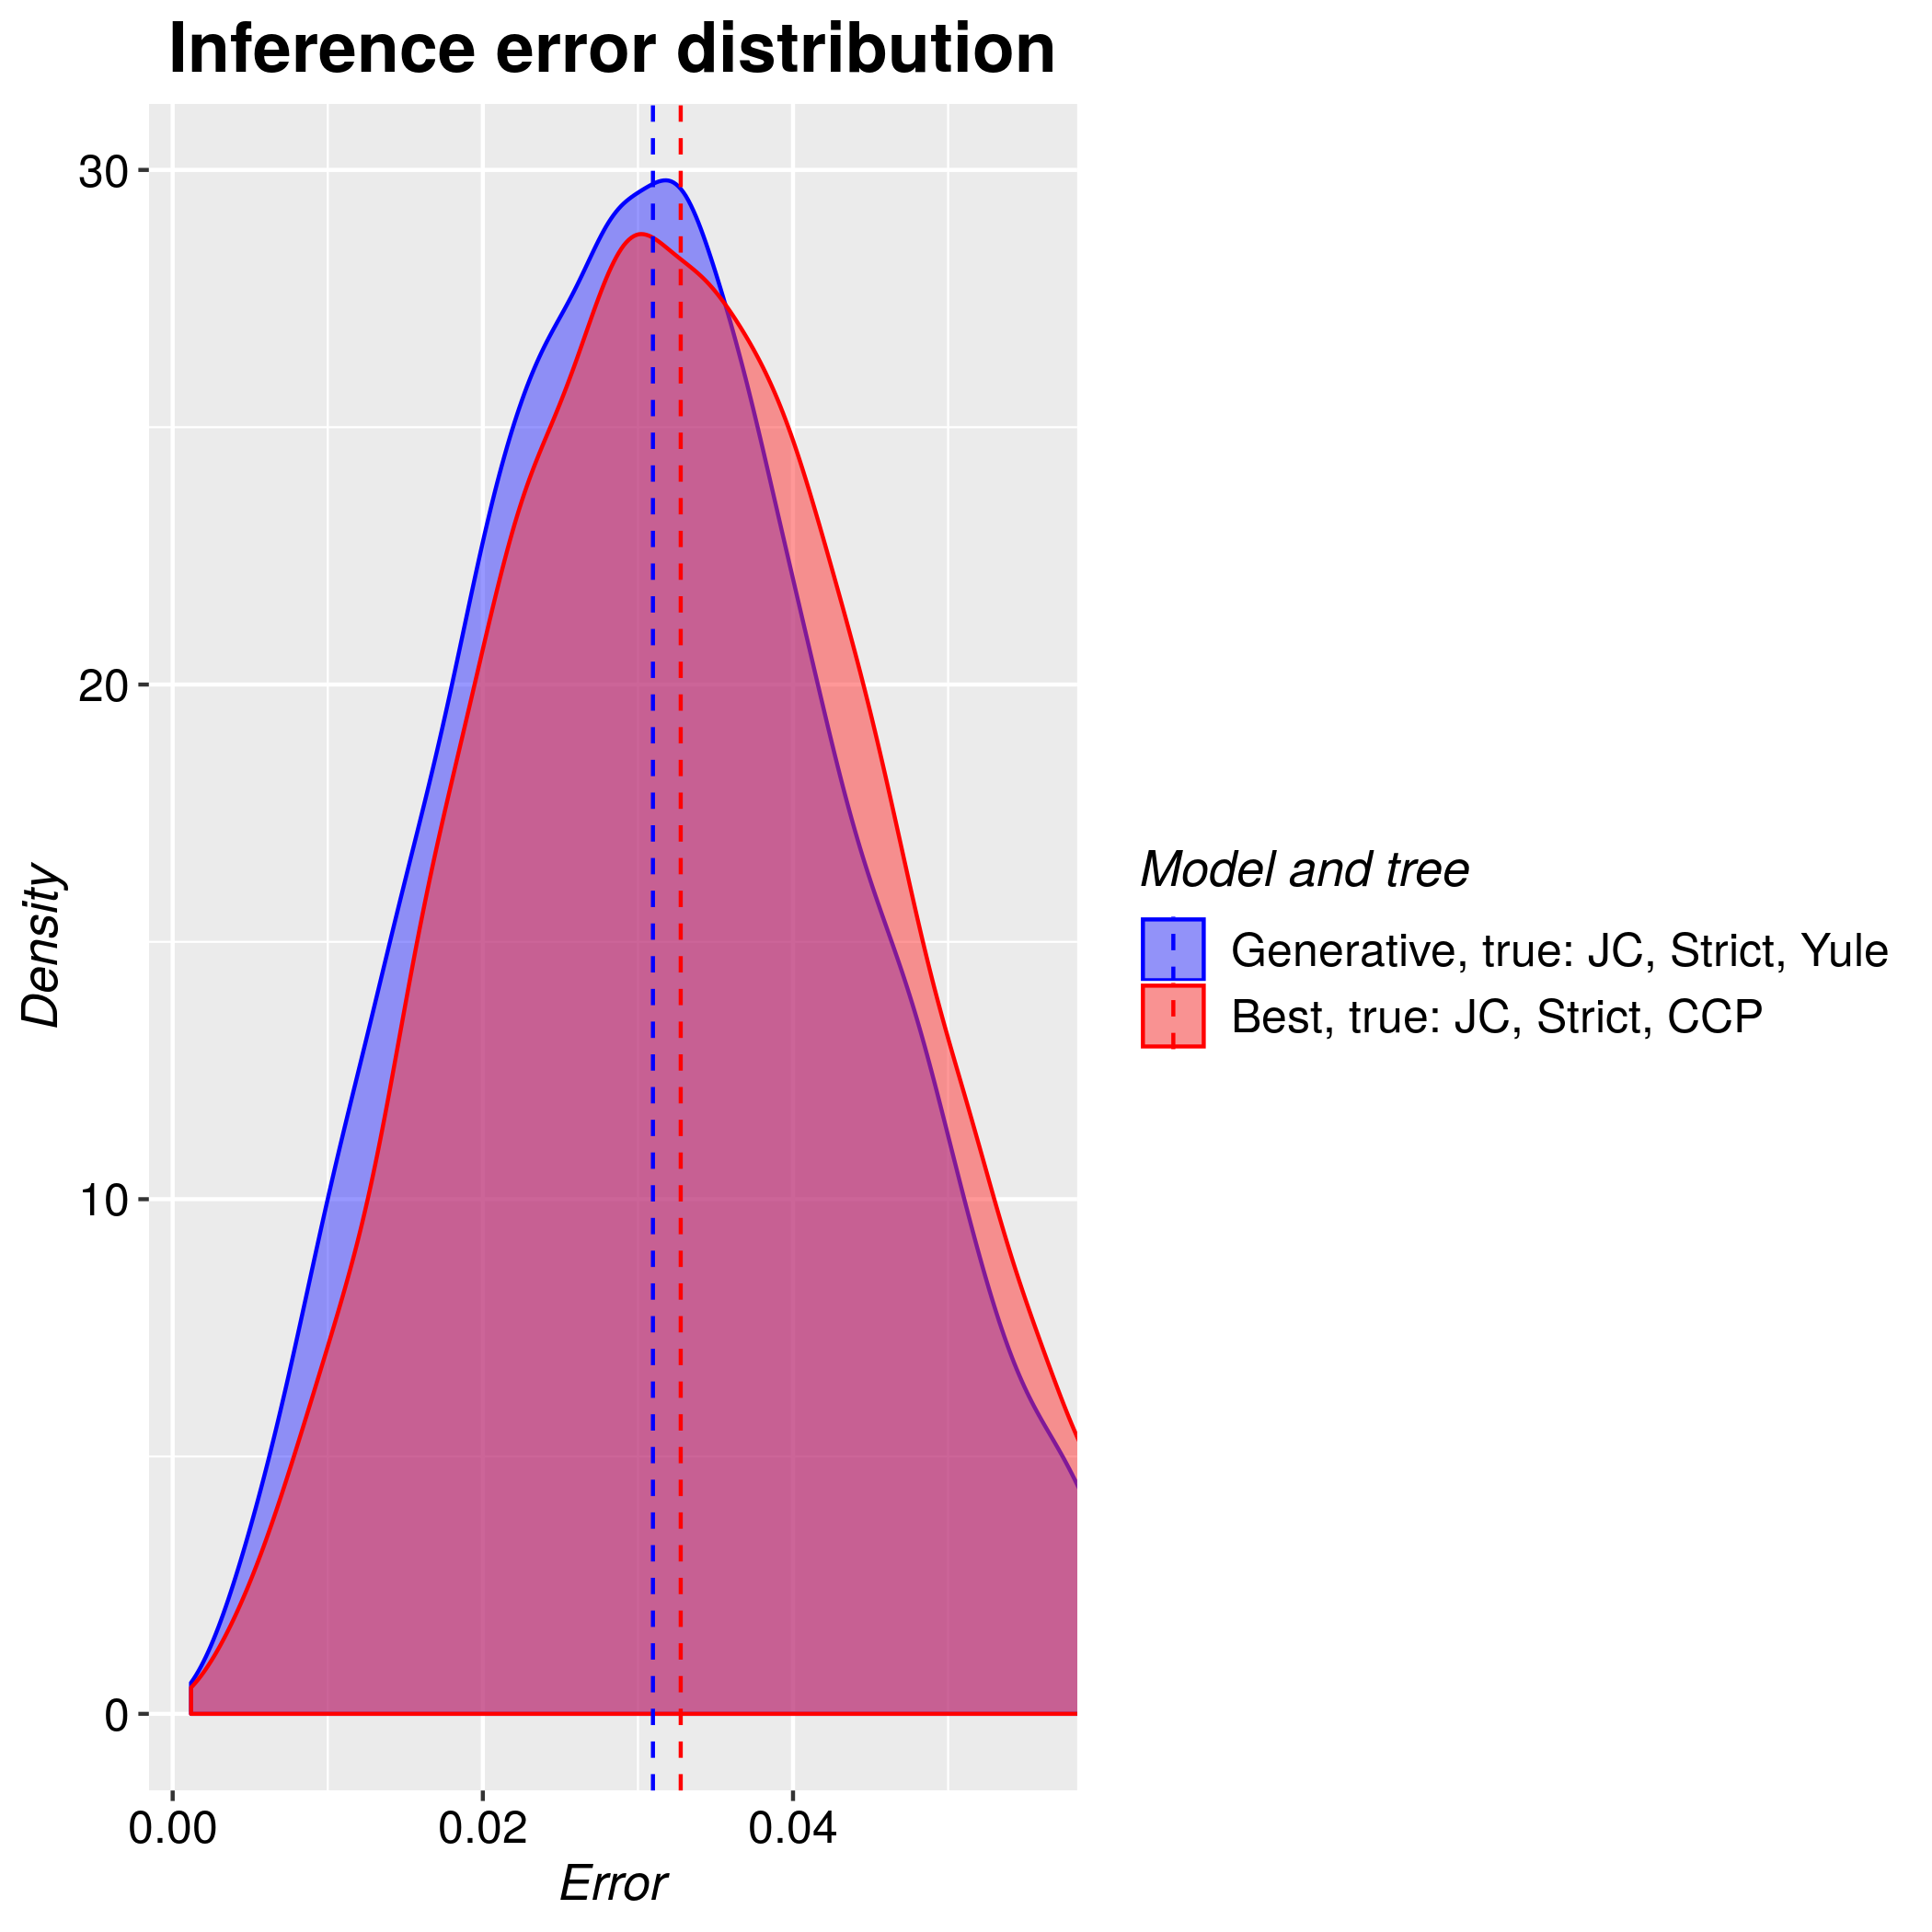 Inference error distribution
30
20
10
0
Density
0.00 0.02 0.04
Error
Model and tree
Generative, true: JC, Strict, Yule
Best, true: JC, Strict, CCP